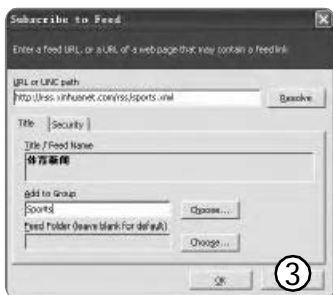 Subscribe to Feed
Enter a feed URL, or a URL of a web page that may contain a feed link
URL or UNC path
http://rss.xinhuanet.com/rss/sports.xml
Resolve
Title
Security
Title / Feed Name
体育新闻
Add to Group
Sports
Choose...
Feed Folder (leave blank for default)
Choose...
OK
③